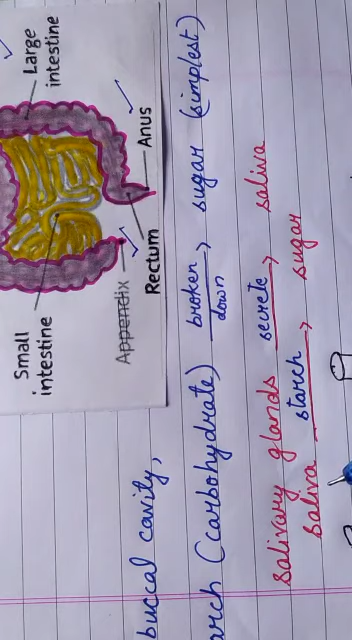 Large
intestine
Anus
Rectum
Appendix
Small
intestine
buccal cavity,
arch (carbohydrate) broken down → sugar (simplest)
salivary glands secrete → saliva
saliva starch → sugar